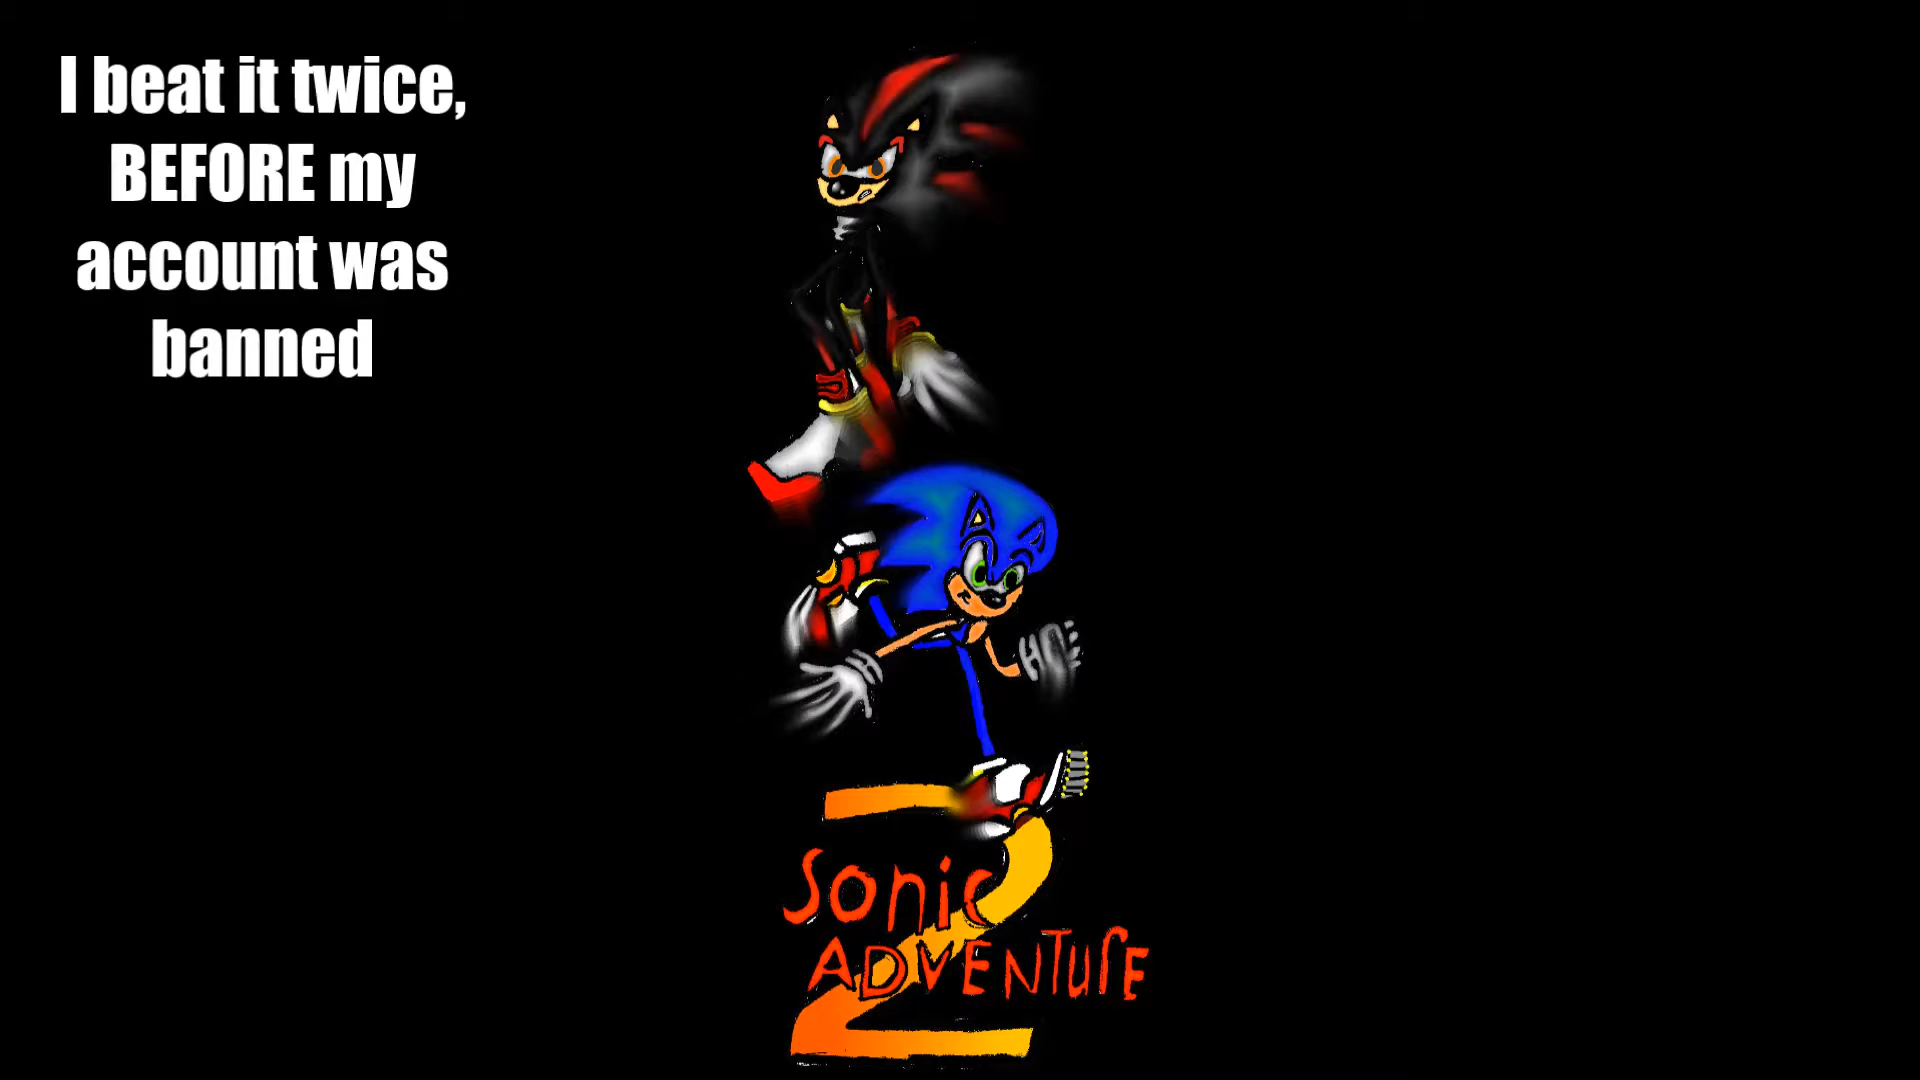 I beat it twice,
BEFORE my
account was
banned
Sonic
ADVENTURE
2